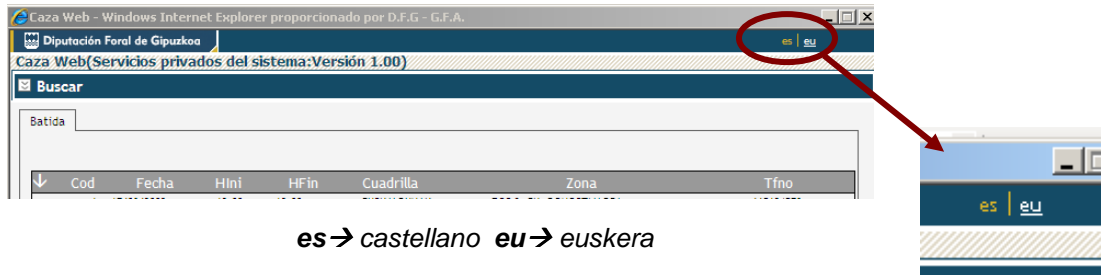 Caza Web - Windows Internet Explorer proporcionado por D.F.G - G.F.A.
Diputación Foral de Gipuzkoa es | eu
Caza Web(Servicios privados del sistema:Versión 1.00)
Buscar
Batida
Cod Fecha HIni HFin Cuadrilla Zona Tfno
es | eu
es→ castellano eu→ euskera